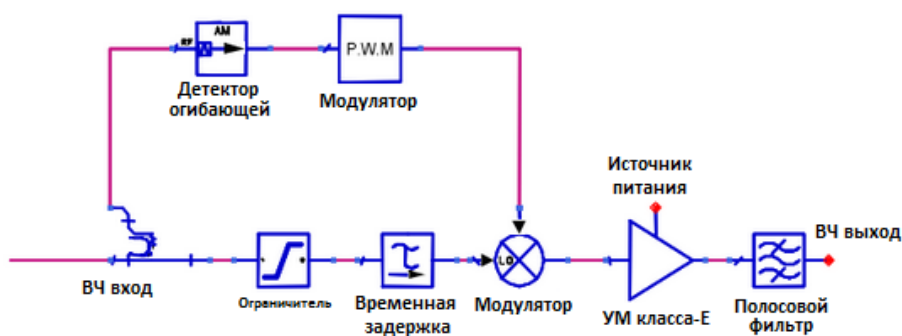 AM
RF
P.W.M
Детектор
огибающей
Модулятор
Источник
питания
ВЧ выход
LO
ВЧ вход
Ограничитель
Временная
задержка
Модулятор
УМ класса-Е
Полосовой
фильтр